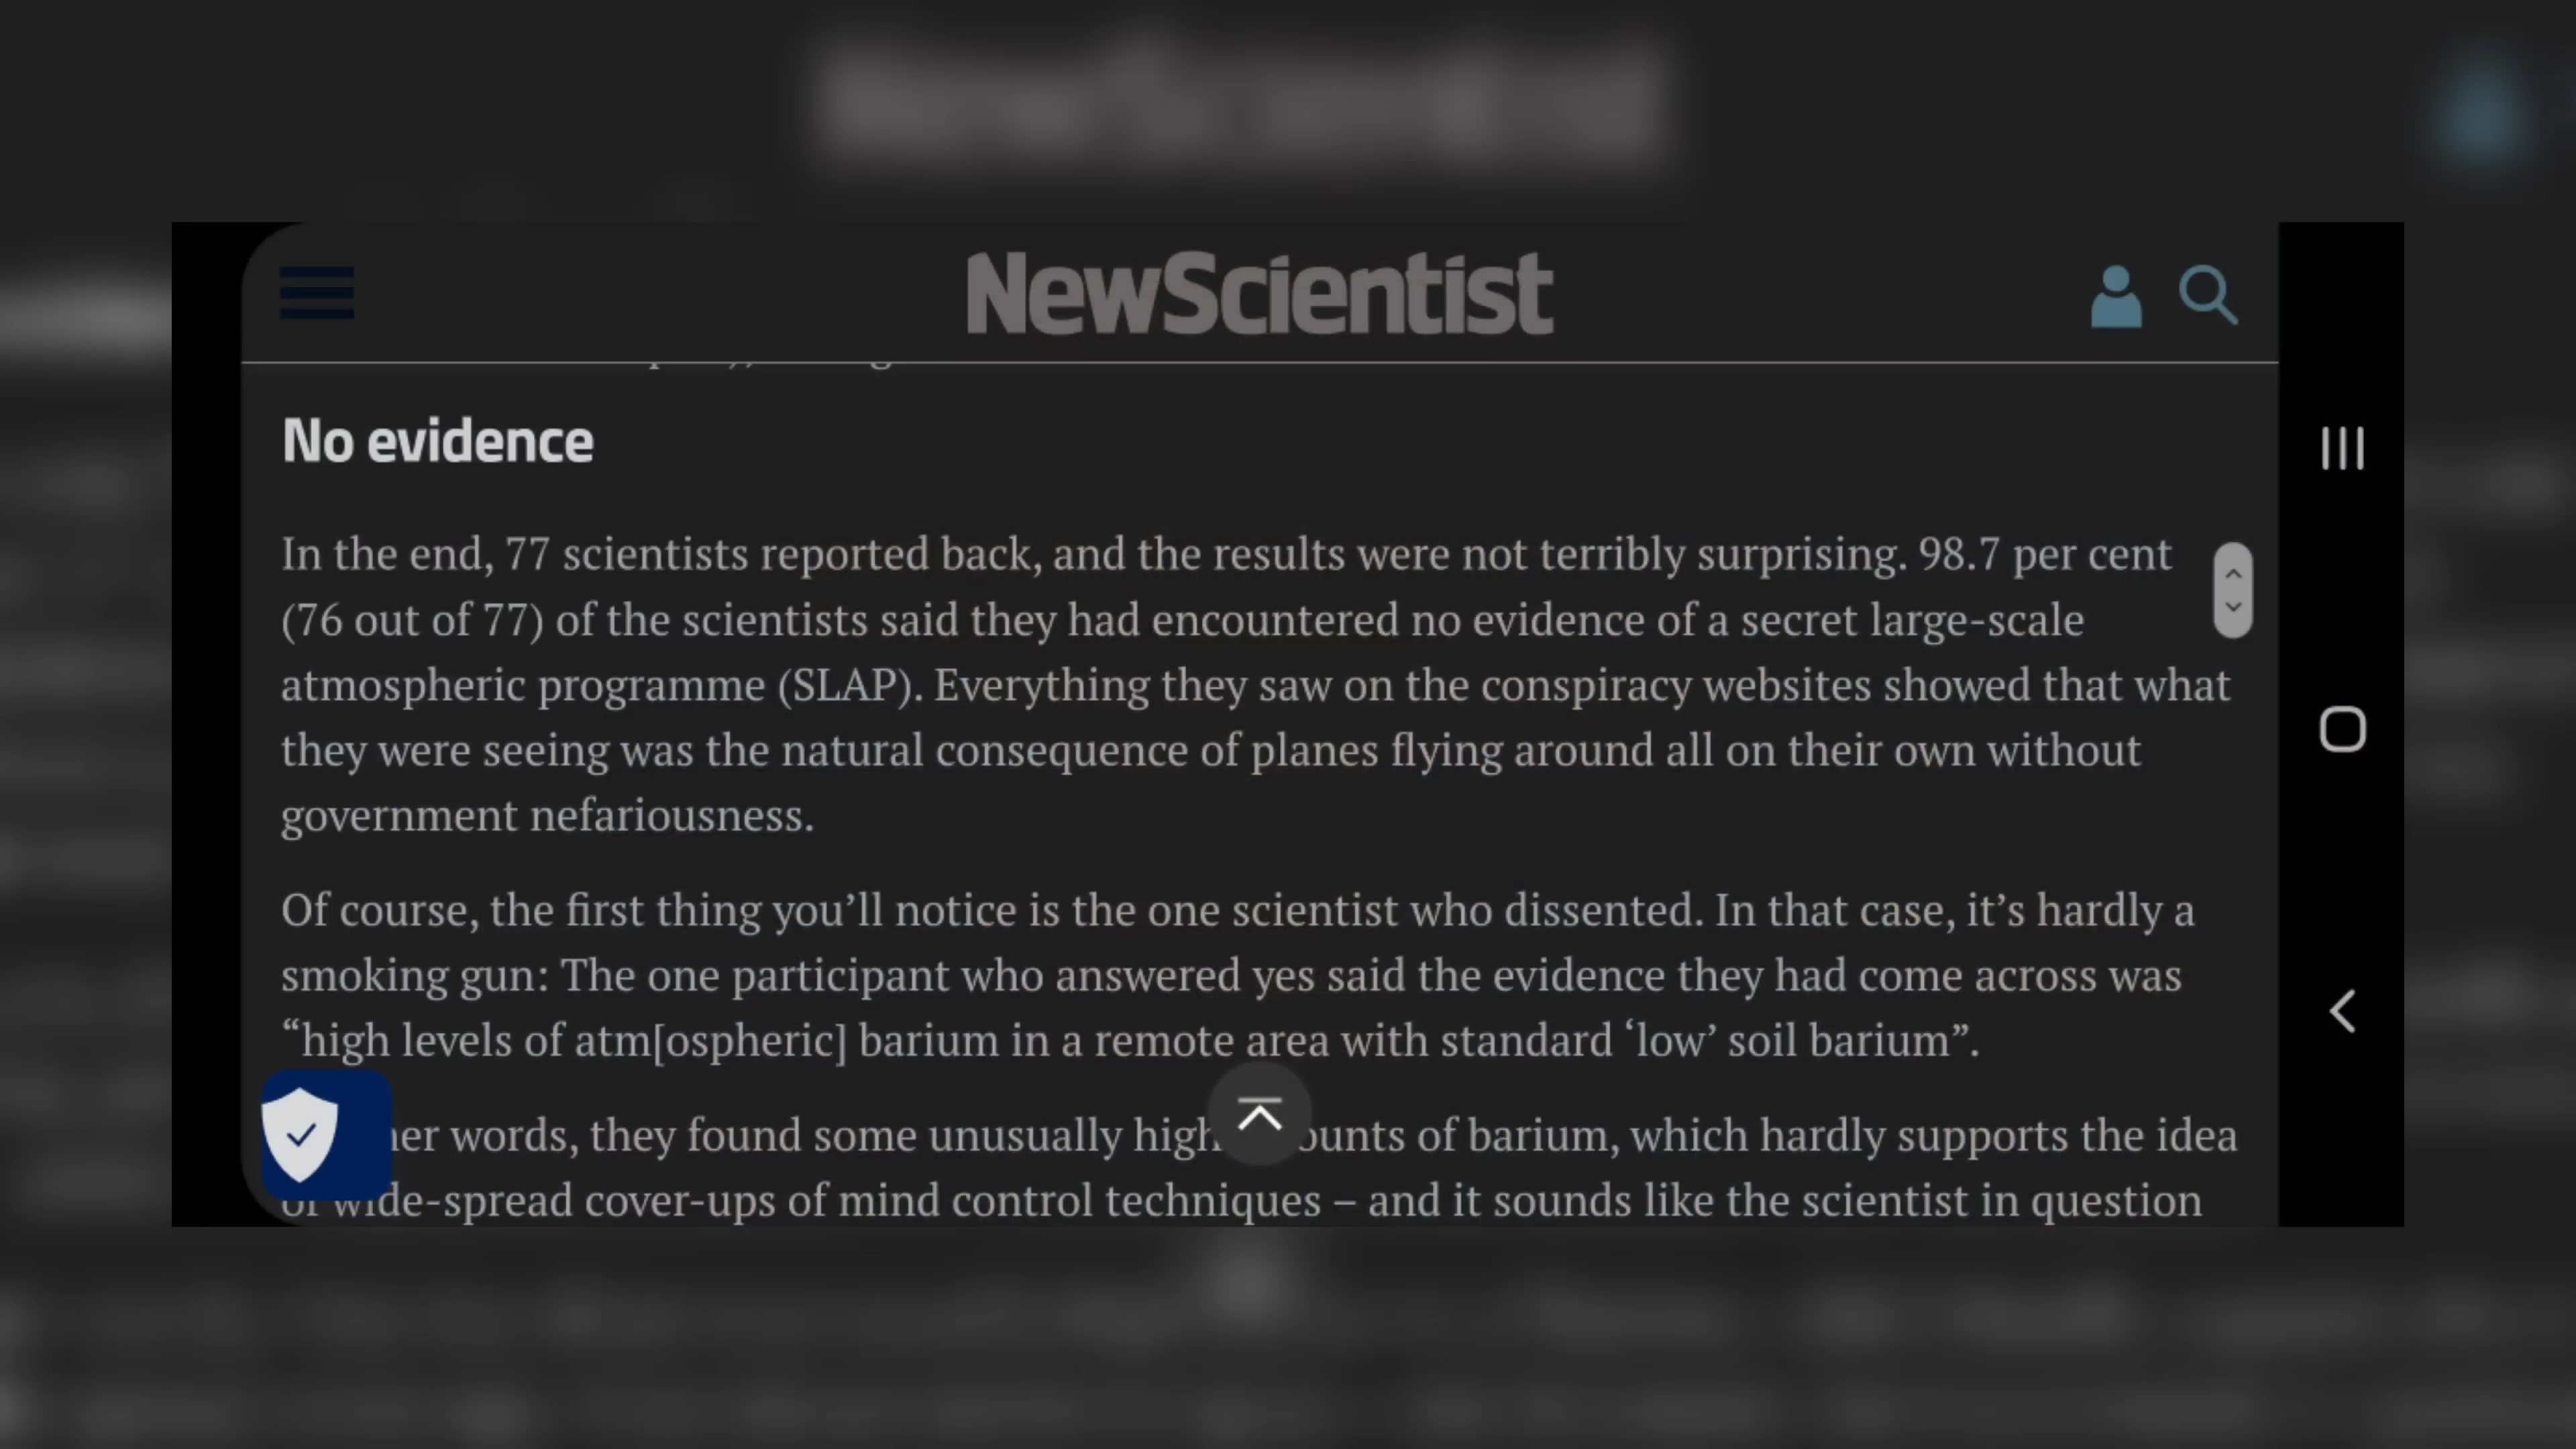 NewScientist
No evidence
In the end, 77 scientists reported back, and the results were not terribly surprising. 98.7 per cent
(76 out of 77) of the scientists said they had encountered no evidence of a secret large-scale
atmospheric programme (SLAP). Everything they saw on the conspiracy websites showed that what
they were seeing was the natural consequence of planes flying around all on their own without
government nefariousness.
Of course, the first thing you’ll notice is the one scientist who dissented. In that case, it’s hardly a
smoking gun: The one participant who answered yes said the evidence they had come across was
“high levels of atm[ospheric] barium in a remote area with standard ‘low’ soil barium”.
words, they found some unusually high of barium, which hardly supports the idea
of wide-spread cover-ups of mind control techniques – and it sounds like the scientist in question